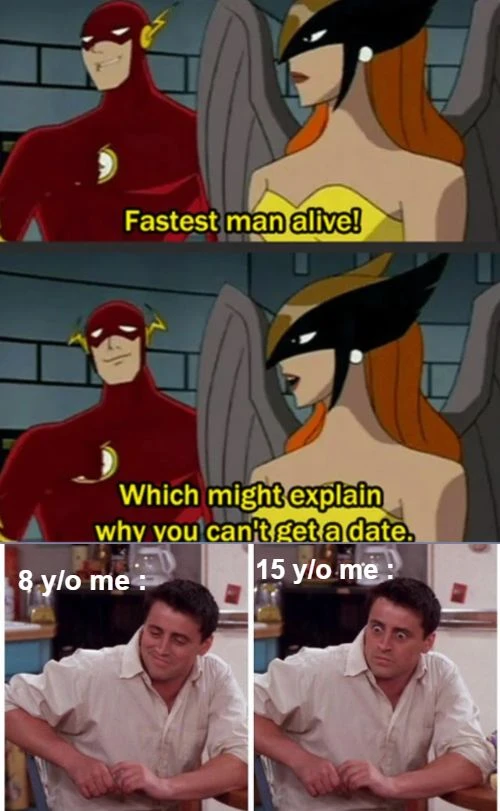 Fastest man alive!
Which might explain
why you can't get a date.
8 y/o me :
15 y/o me :